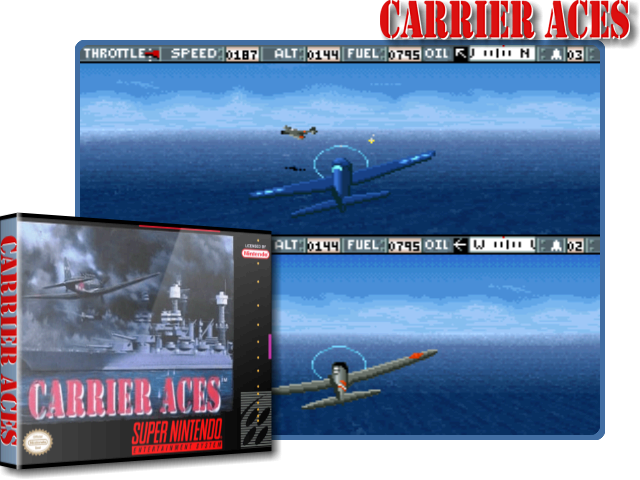 CARRIER ACES
THROTTLE SPEED 0187 ALT 0144 FUEL 0795 OIL N 03
ALT 0144 FUEL 0795 OIL W 02
LICENSED BY
Nintendo
CARRIER ACES
CARRIER ACES™
SUPER NINTENDO
ENTERTAINMENT SYSTEM